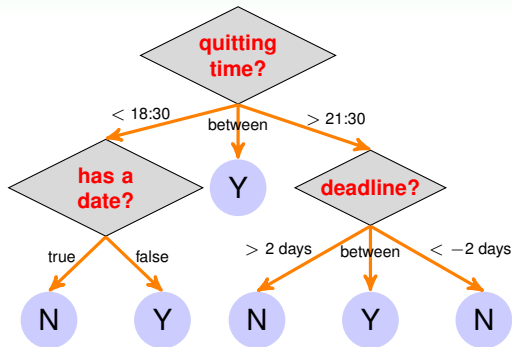 quitting
time?
< 18:30
between
> 21:30
has a
date?
Y
deadline?
true
false
> 2 days
between
< −2 days
N
Y
N
Y
N